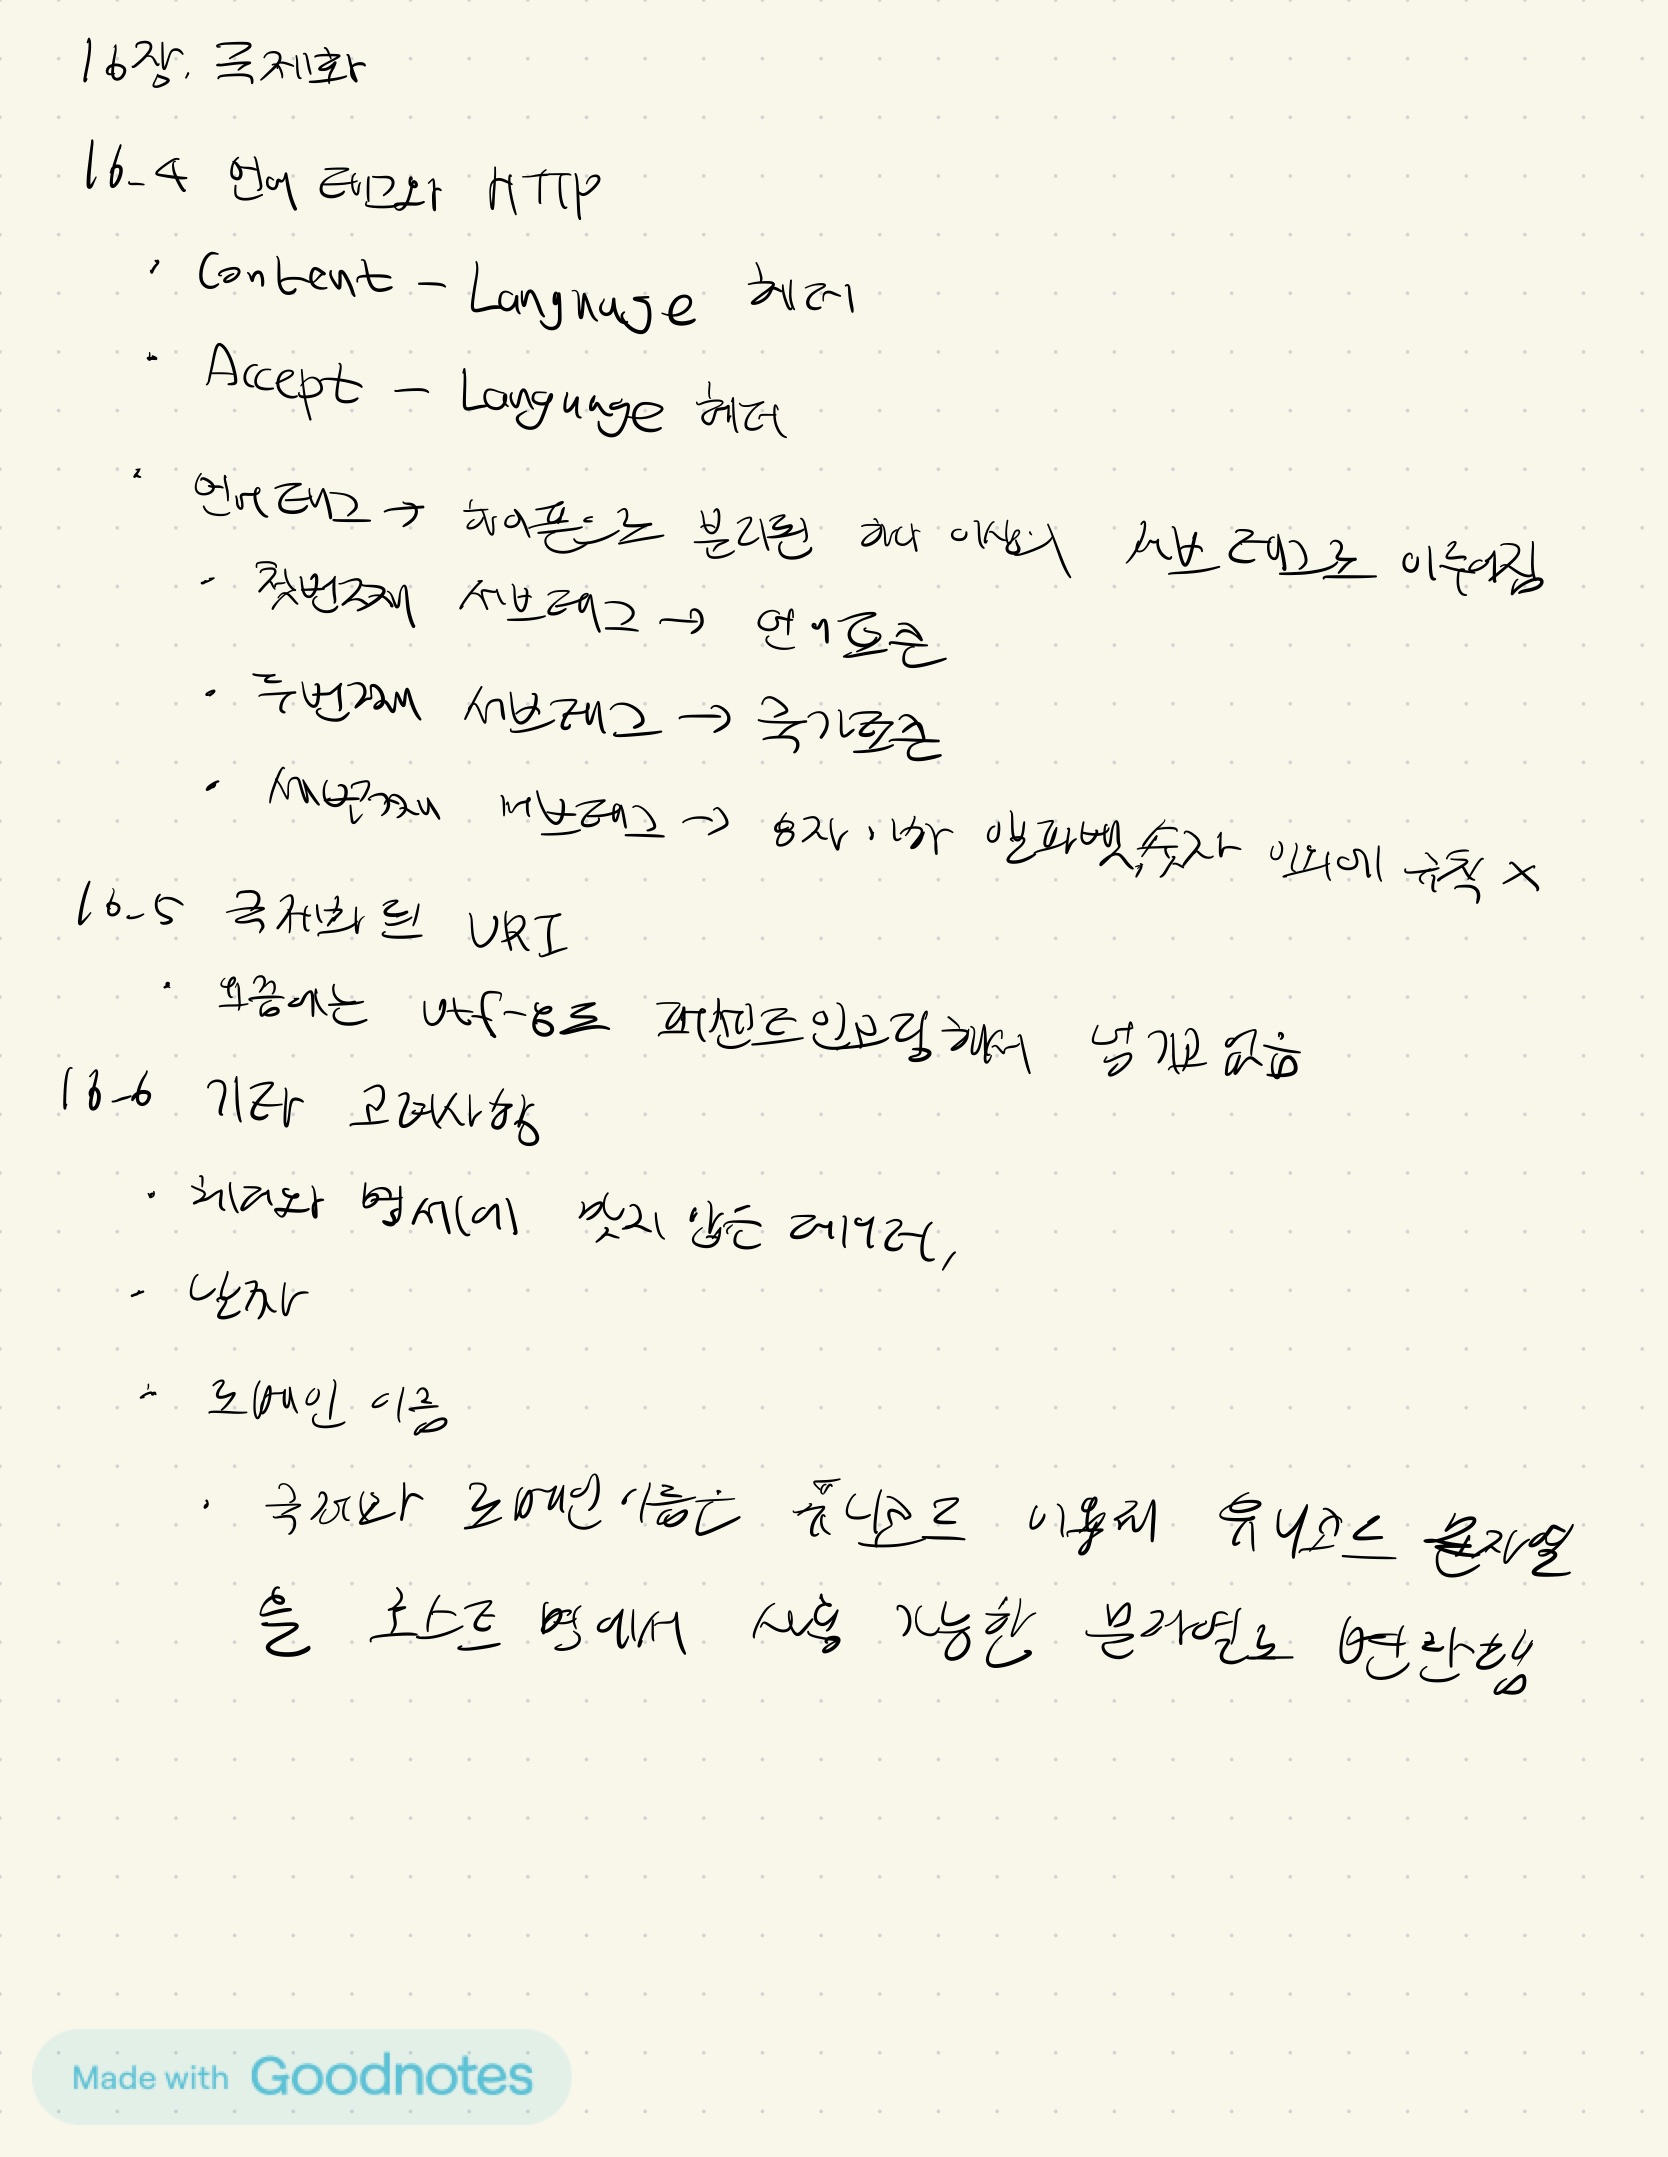 16장. 국제화
16-4 언어 태그와 HTTP
· Content - Language 헤더
· Accept - Language 헤더
· 언어태그 → 하이픈으로 분리된 하나 이상의 서브 태그로 이루어짐
- 첫번째 서브태그 → 언어토큰
· 두번째 서브태그 → 국가토큰
· 세번째 서브태그 → 8자 이하 알파벳,숫자 이외에 규칙 x
16-5 국제화된 URI
· 요즘에는 utf-8로 퍼센트인코딩해서 넘기고 있음
16-6 기타 고려사항
· 헤더와 명세에 맞지 않는 데이터,
- 날짜
- 도메인 이름
· 국제화 도메인이름은 퓨니코드 이용해 유니코드 문자열
을 호스트 명에서 사용 가능한 문자열로 변환함
Made with Goodnotes